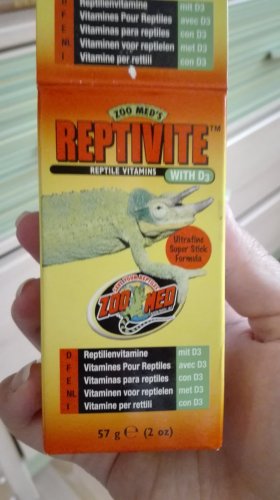 D Reptilienvitamine mit D3
F Vitamines Pour Reptiles avec D3
E Vitaminas para reptiles con D3
NL Vitaminen voor reptielen met D3
I Vitamine per rettili con D3
ZOO MED'S
REPTIVITE™
REPTILE VITAMINS
WITH D3
Ultrafine
Super Stick
Formula
ZOO MED
D Reptilienvitamine mit D3
F Vitamines Pour Reptiles avec D3
E Vitaminas para reptiles con D3
NL Vitaminen voor reptielen met D3
I Vitamine per rettili con D3
57 g ℮ (2 oz)